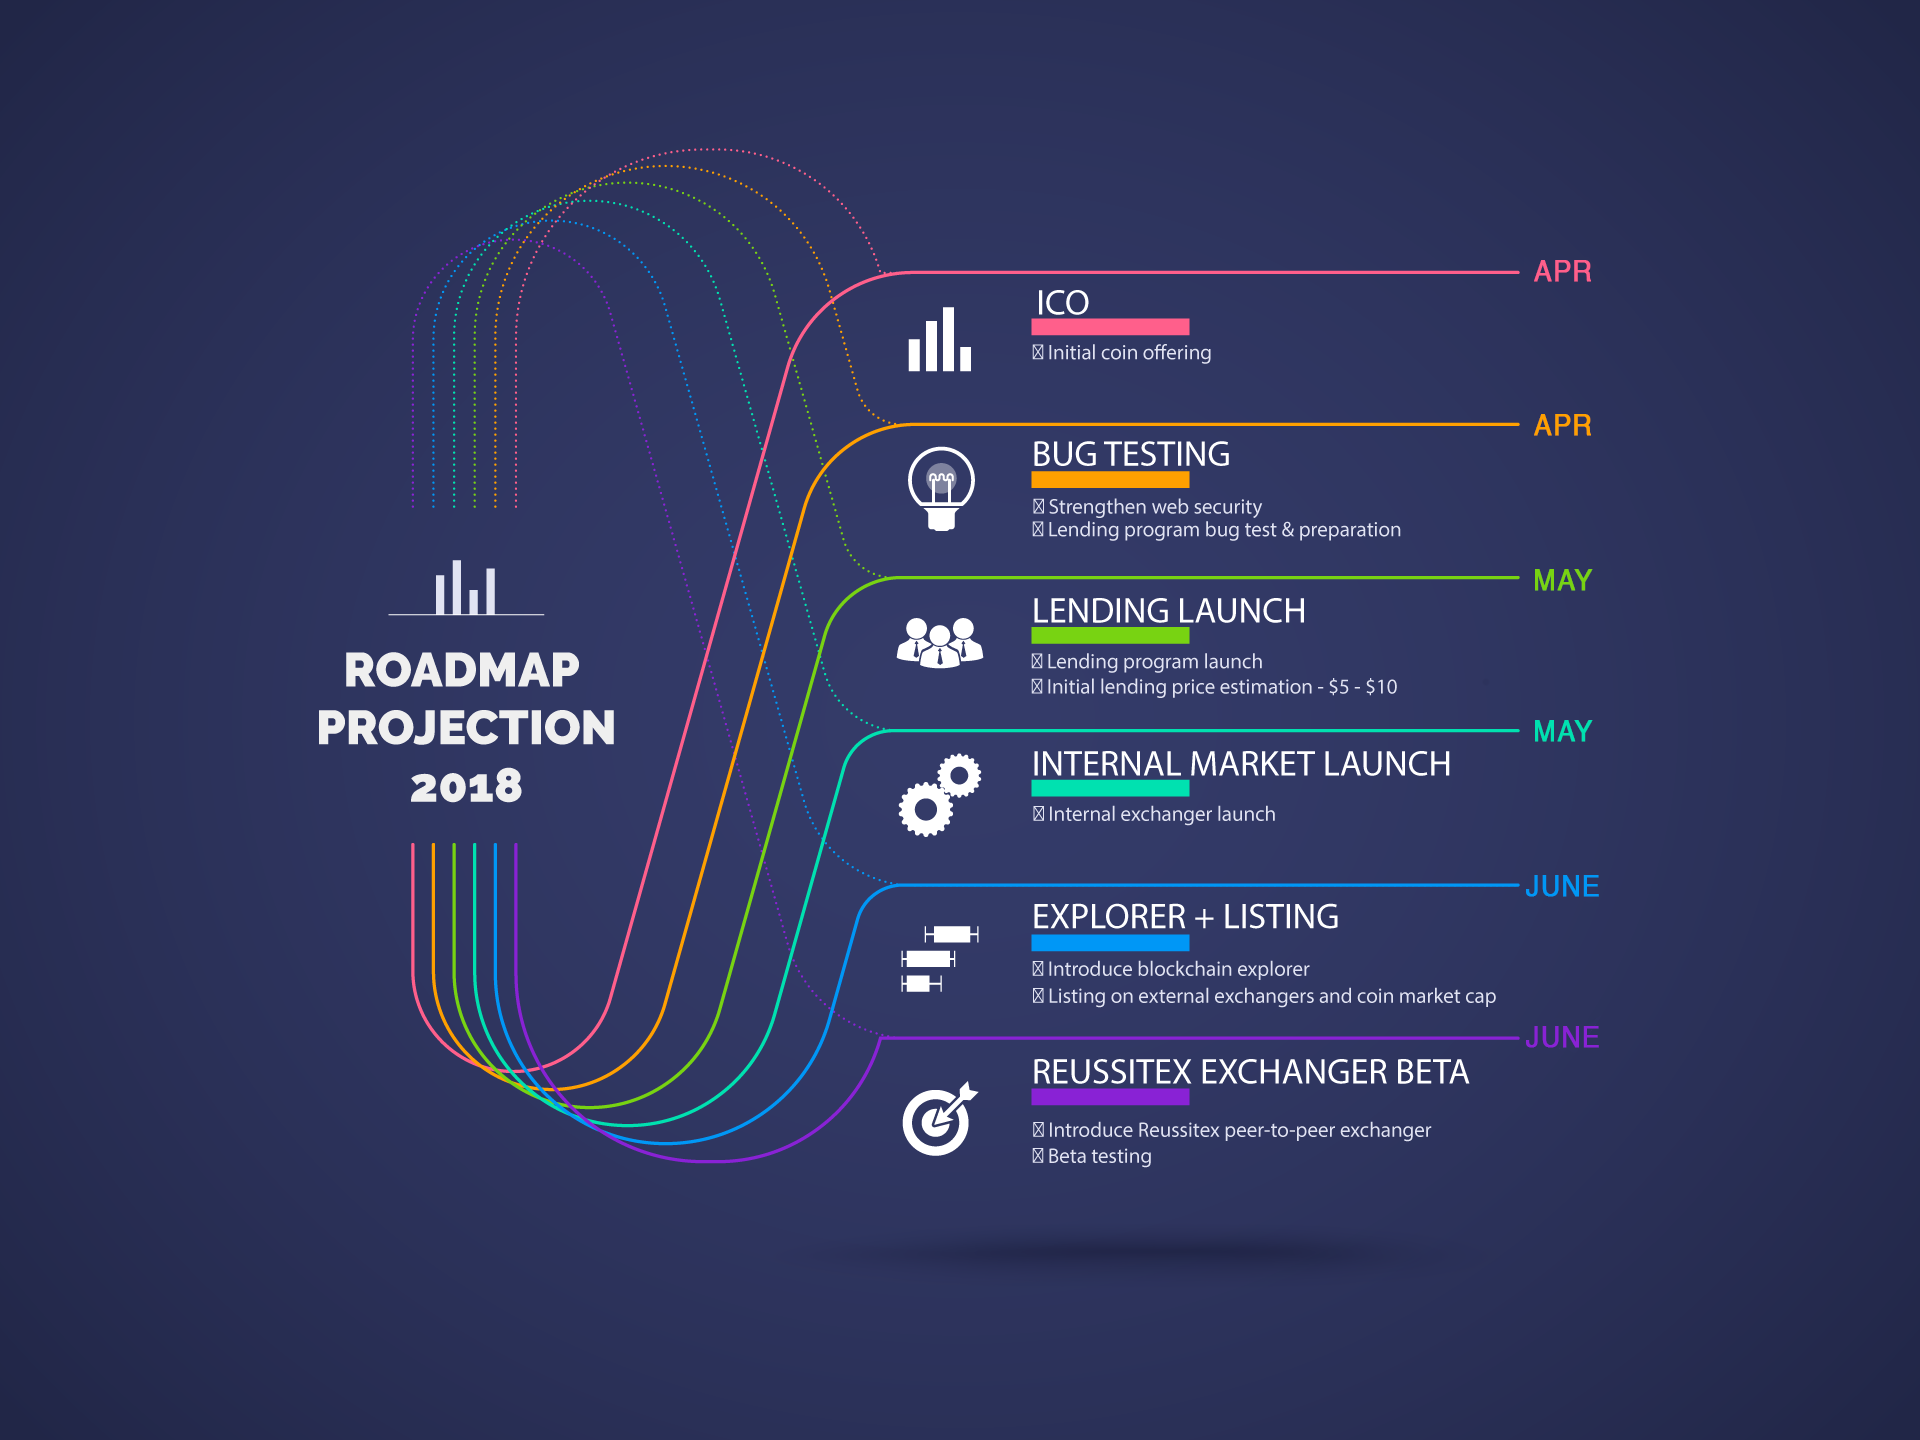 ROADMAP
PROJECTION
2018
APR
ICO
Initial coin offering
APR
BUG TESTING
Strengthen web security
Lending program bug test & preparation
MAY
LENDING LAUNCH
Lending program launch
Initial lending price estimation - $5 - $10
MAY
INTERNAL MARKET LAUNCH
Internal exchanger launch
JUNE
EXPLORER + LISTING
Introduce blockchain explorer
Listing on external exchangers and coin market cap
JUNE
REUSSITEX EXCHANGER BETA
Introduce Reussitex peer-to-peer exchanger
Beta testing